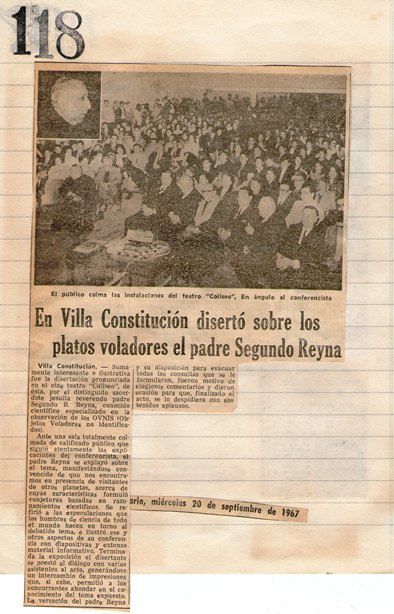 118
El público colma las instalaciones del teatro "Coliseo". En ángulo el conferencista
En Villa Constitución disertó sobre los
platos voladores el padre Segundo Reyna
Villa Constitución. — Suma-
mente interesante e ilustrativa
fue la disertación pronunciada
en el cine teatro "Coliseo", de
ésta, por el distinguido sacer-
dote jesuita reverendo padre
Segundo B. Reyna, conocido
científico especializado en la
observación de los OVNIS (Ob-
jetos Voladores no identifica-
dos).
Ante una sala totalmente col-
mada de calificado público que
siguió atentamente las expli-
caciones del conferencista, el
padre Reyna se explayó sobre
el tema, manifestándose con-
vencido de que nos encontra-
mos en presencia de visitantes
de otros planetas, acerca de
cuyas características formuló
conjeturas basadas en razo-
namientos científicos. Se re-
firió a las especulaciones que
los hombres de ciencia de todo
el mundo hacen en torno al
debatido tema, e ilustró ese y
otros aspectos de su conferen-
cia con diapositivas y extenso
material informativo. Termina-
da la exposición el disertante
se prestó al diálogo con varios
asistentes al acto, generándose
un intercambio de impresiones
que, si cabe, permitió a los
concurrentes ahondar en el co-
nocimiento del tema expuesto.
La versación del padre Reyna
y su disposición para evacuar
todas las consultas que se le
formularon, fueron motivo de
elogiosos comentarios y dieron
ocasión para que, finalizado el
acto, se le despidiera con sos-
tenidos aplausos.
ario, miércoles 20 de septiembre de 1967